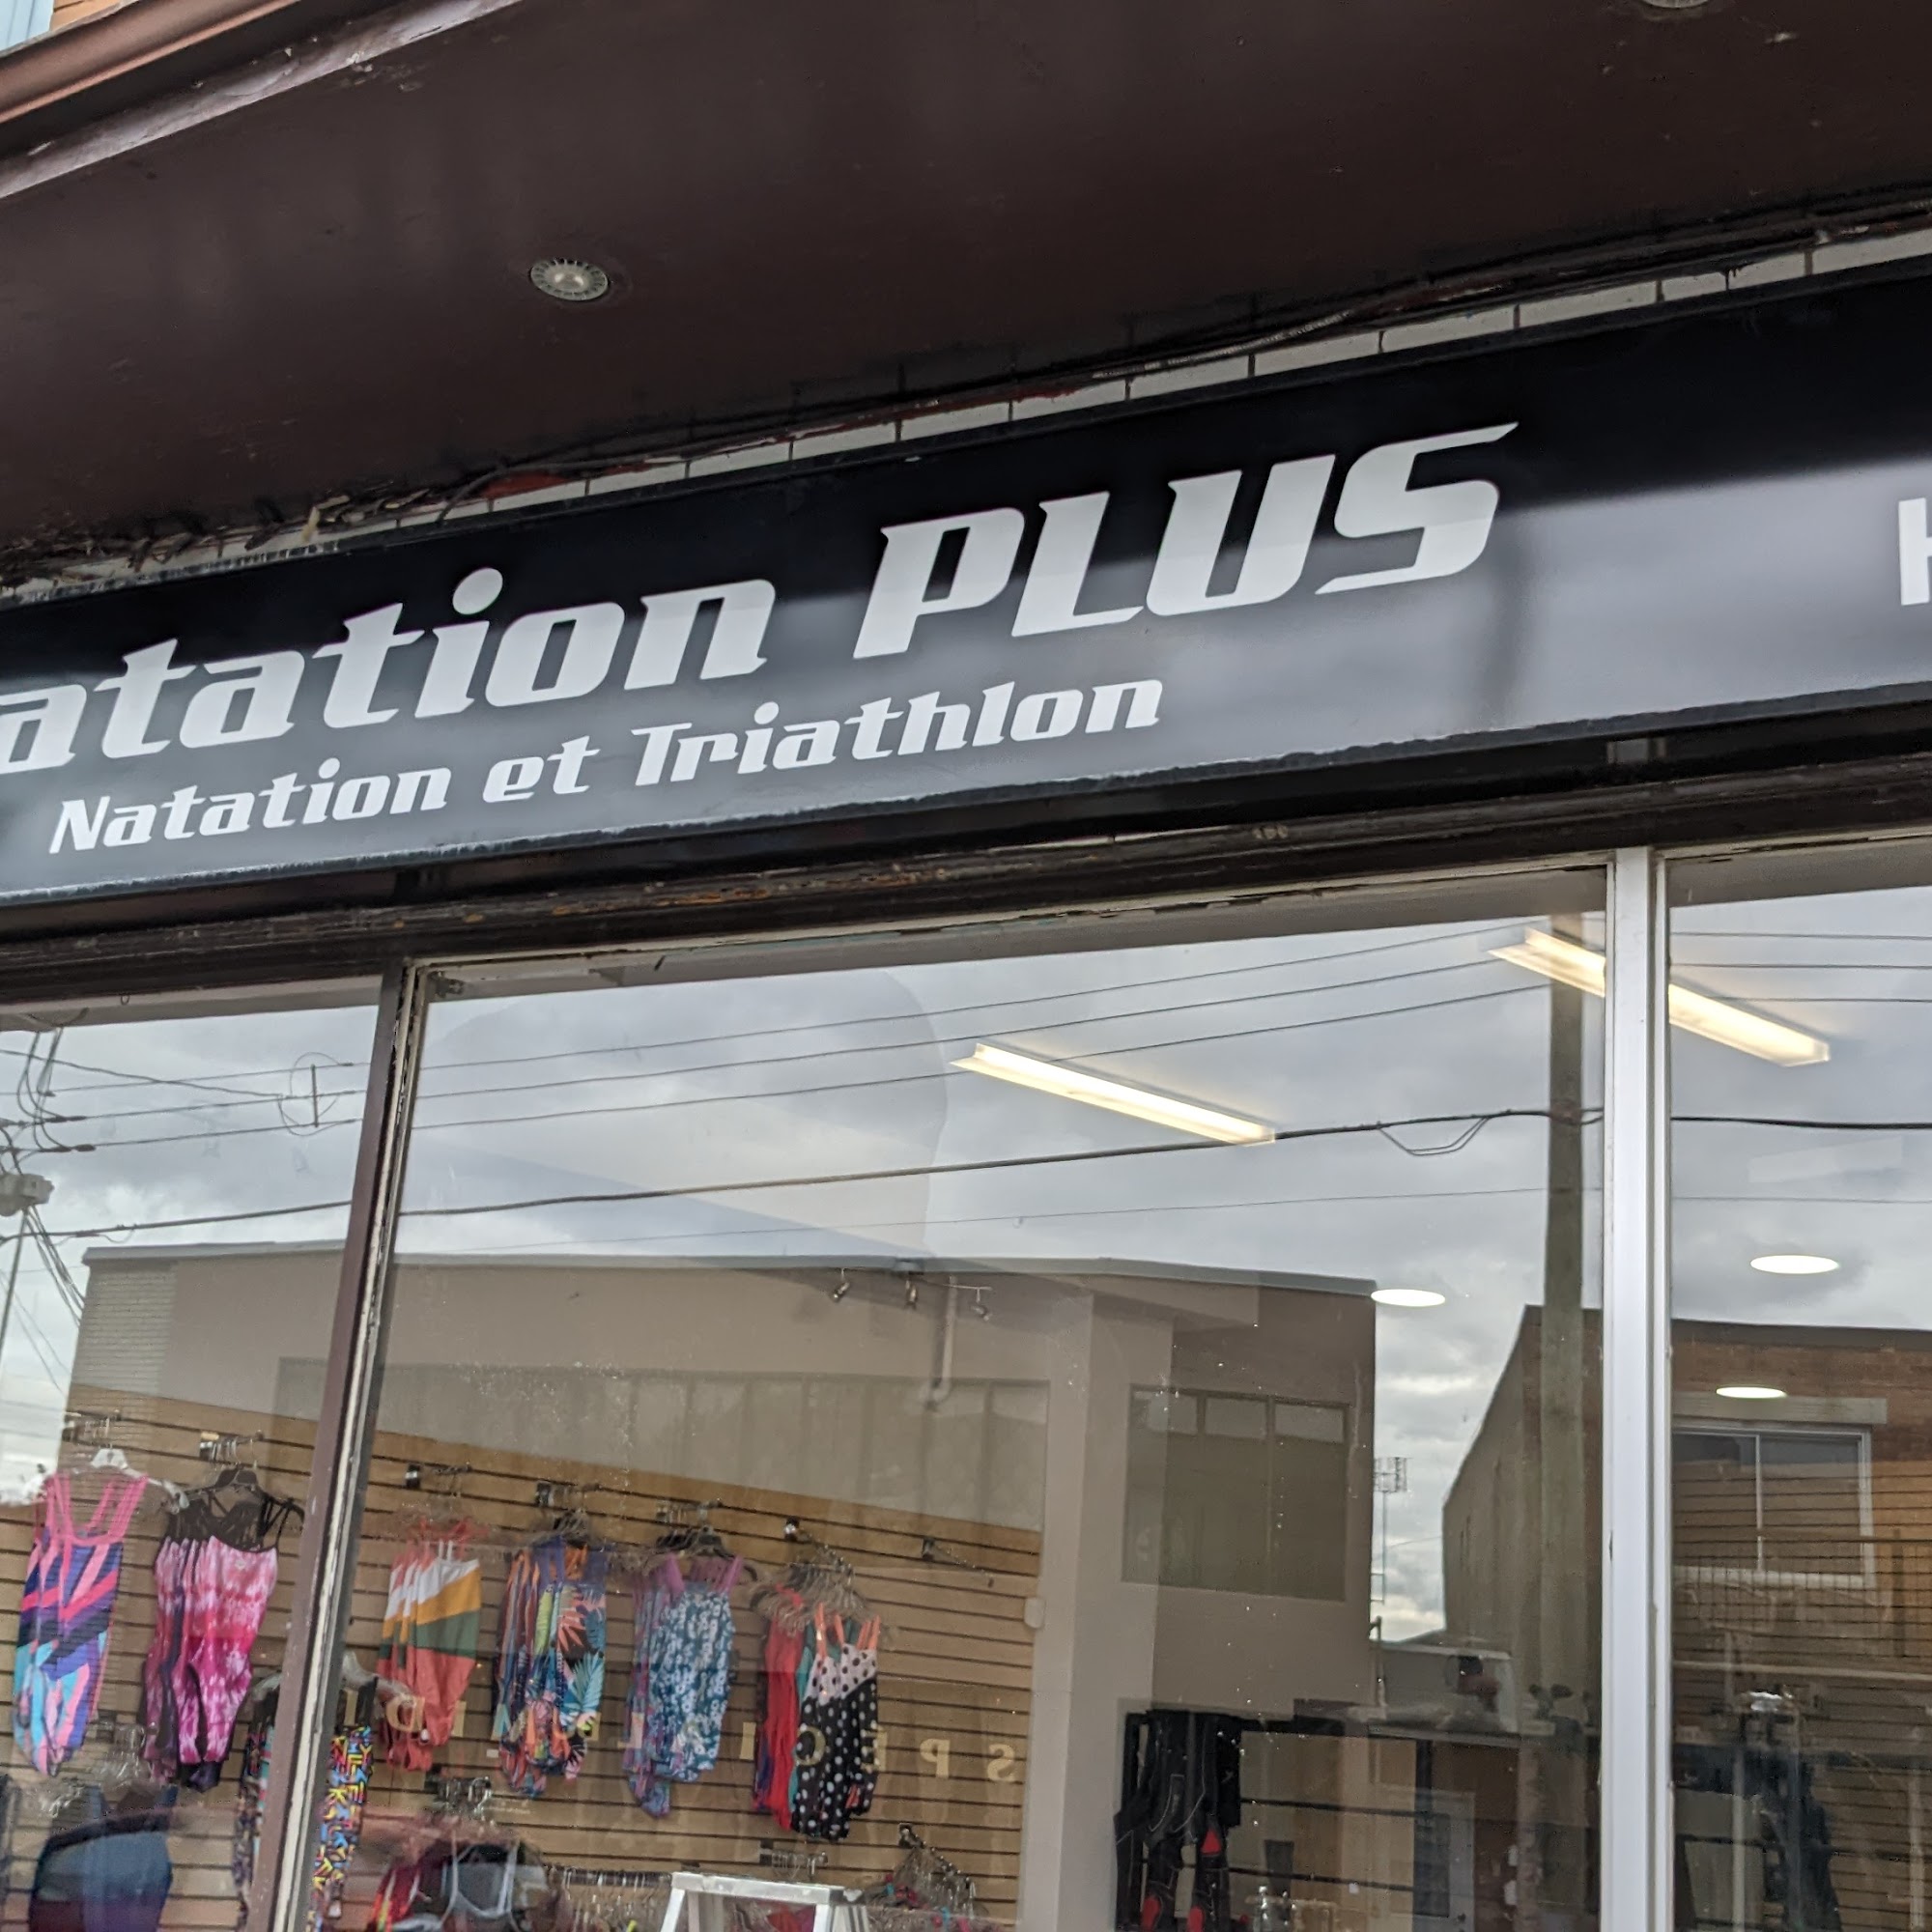 atation PLUS
Natation et Triathlon